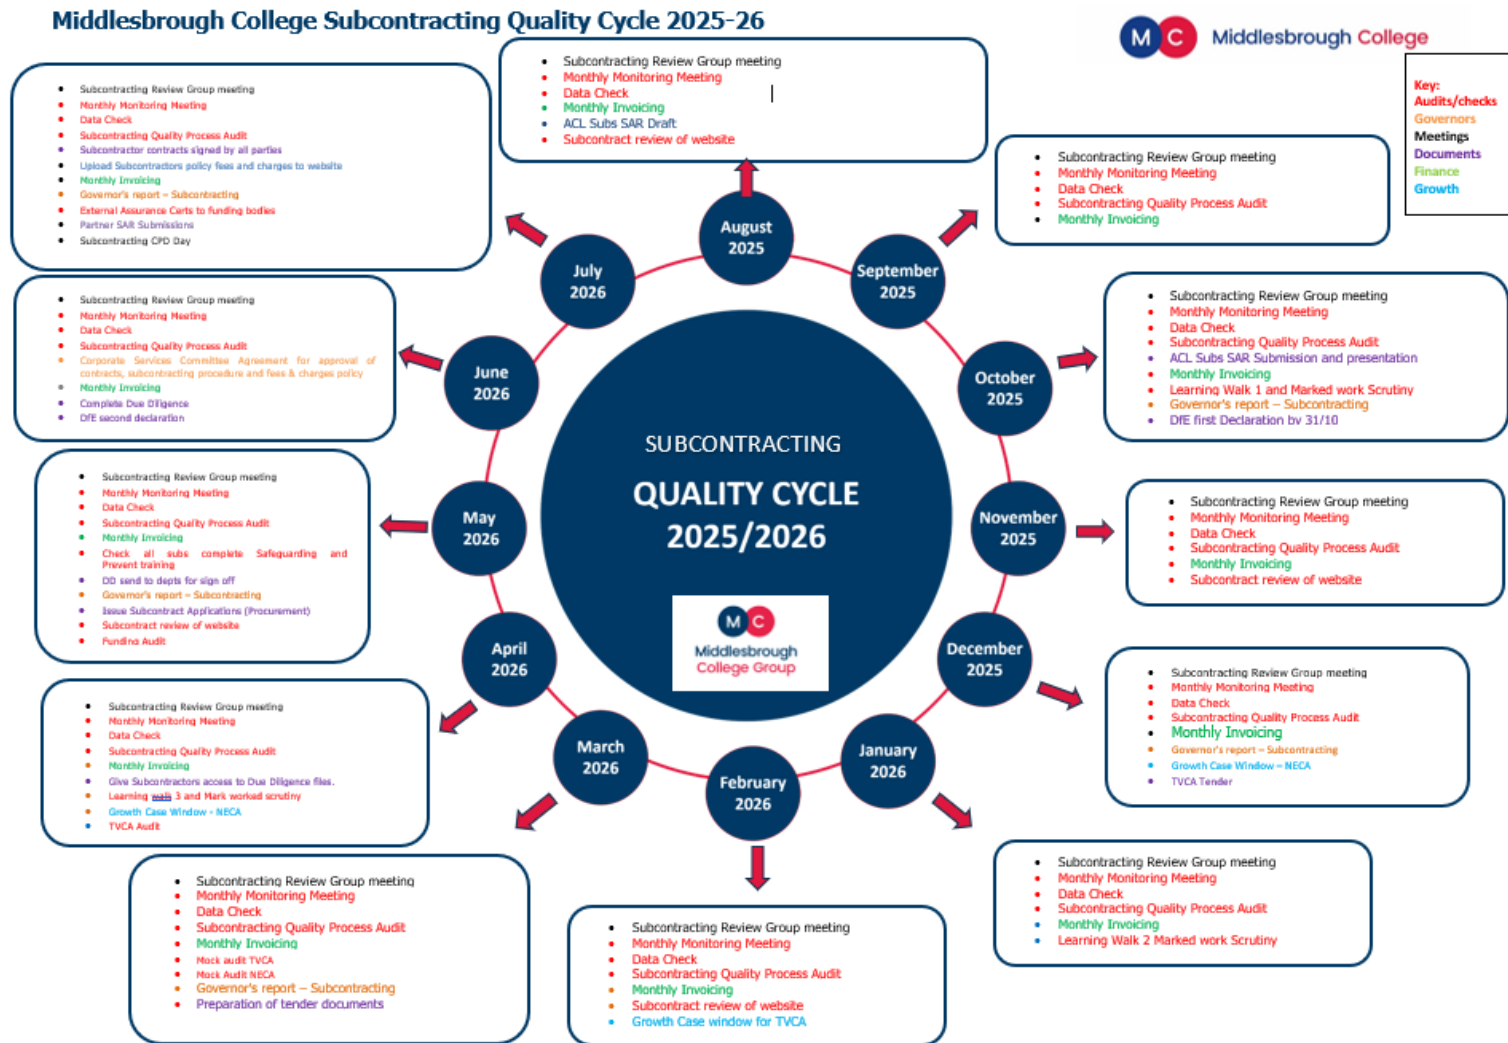 Middlesbrough College Subcontracting Quality Cycle 2025-26
M C Middlesbrough College
Key:
Audits/checks
Governors
Meetings
Documents
Finance
Growth
Subcontracting Review Group meeting
Monthly Monitoring Meeting
Data Check
Monthly Invoicing
ACL Subs SAR Draft
Subcontract review of website
August
2025
Subcontracting Review Group meeting
Monthly Monitoring Meeting
Data Check
Subcontracting Quality Process Audit
Monthly Invoicing
September
2025
Subcontracting Review Group meeting
Monthly Monitoring Meeting
Data Check
Subcontracting Quality Process Audit
ACL Subs SAR Submission and presentation
Monthly Invoicing
Learning Walk 1 and Marked work Scrutiny
Governor's report – Subcontracting
DfE first Declaration by 31/10
October
2025
Subcontracting Review Group meeting
Monthly Monitoring Meeting
Data Check
Subcontracting Quality Process Audit
Monthly Invoicing
Subcontract review of website
November
2025
Subcontracting Review Group meeting
Monthly Monitoring Meeting
Data Check
Subcontracting Quality Process Audit
Monthly Invoicing
Governor's report – Subcontracting
Growth Case Window – NECA
TVCA Tender
December
2025
Subcontracting Review Group meeting
Monthly Monitoring Meeting
Data Check
Subcontracting Quality Process Audit
Monthly Invoicing
Learning Walk 2 Marked work Scrutiny
January
2026
Subcontracting Review Group meeting
Monthly Monitoring Meeting
Data Check
Subcontracting Quality Process Audit
Monthly Invoicing
Subcontract review of website
Growth Case window for TVCA
February
2026
Subcontracting Review Group meeting
Monthly Monitoring Meeting
Data Check
Subcontracting Quality Process Audit
Monthly Invoicing
Mock audit TVCA
Mock Audit NECA
Governor's report – Subcontracting
Preparation of tender documents
March
2026
Subcontracting Review Group meeting
Monthly Monitoring Meeting
Data Check
Subcontracting Quality Process Audit
Monthly Invoicing
Give Subcontractors access to Due Diligence files.
Learning walk 3 and Mark worked scrutiny
Growth Case Window - NECA
TVCA Audit
April
2026
Subcontracting Review Group meeting
Monthly Monitoring Meeting
Data Check
Subcontracting Quality Process Audit
Monthly Invoicing
Check all subs complete Safeguarding and
Prevent training
DD send to depts for sign off
Governor's report – Subcontracting
Issue Subcontract Applications (Procurement)
Subcontract review of website
Funding Audit
May
2026
Subcontracting Review Group meeting
Monthly Monitoring Meeting
Data Check
Subcontracting Quality Process Audit
Corporate Services Committee Agreement for approval of
contracts, subcontracting procedure and fees & charges policy
Monthly Invoicing
Complete Due Diligence
DfE second declaration
June
2026
Subcontracting Review Group meeting
Monthly Monitoring Meeting
Data Check
Subcontracting Quality Process Audit
Subcontractor contracts signed by all parties
Upload Subcontractors policy fees and charges to website
Monthly Invoicing
Governor's report – Subcontracting
External Assurance Certs to funding bodies
Partner SAR Submissions
Subcontracting CPD Day
July
2026
SUBCONTRACTING
QUALITY CYCLE
2025/2026
M C
Middlesbrough
College Group